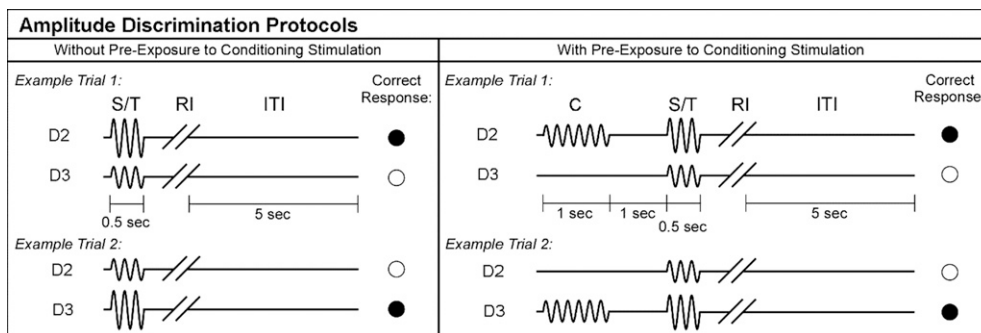 Amplitude Discrimination Protocols
Without Pre-Exposure to Conditioning Stimulation
Example Trial 1:
Correct
Response:
S/T RI ITI
D2
D3
0.5 sec
5 sec
Example Trial 2:
D2
D3
With Pre-Exposure to Conditioning Stimulation
Example Trial 1:
Correct
Response:
C S/T RI ITI
D2
D3
1 sec 1 sec 0.5 sec 5 sec
Example Trial 2:
D2
D3